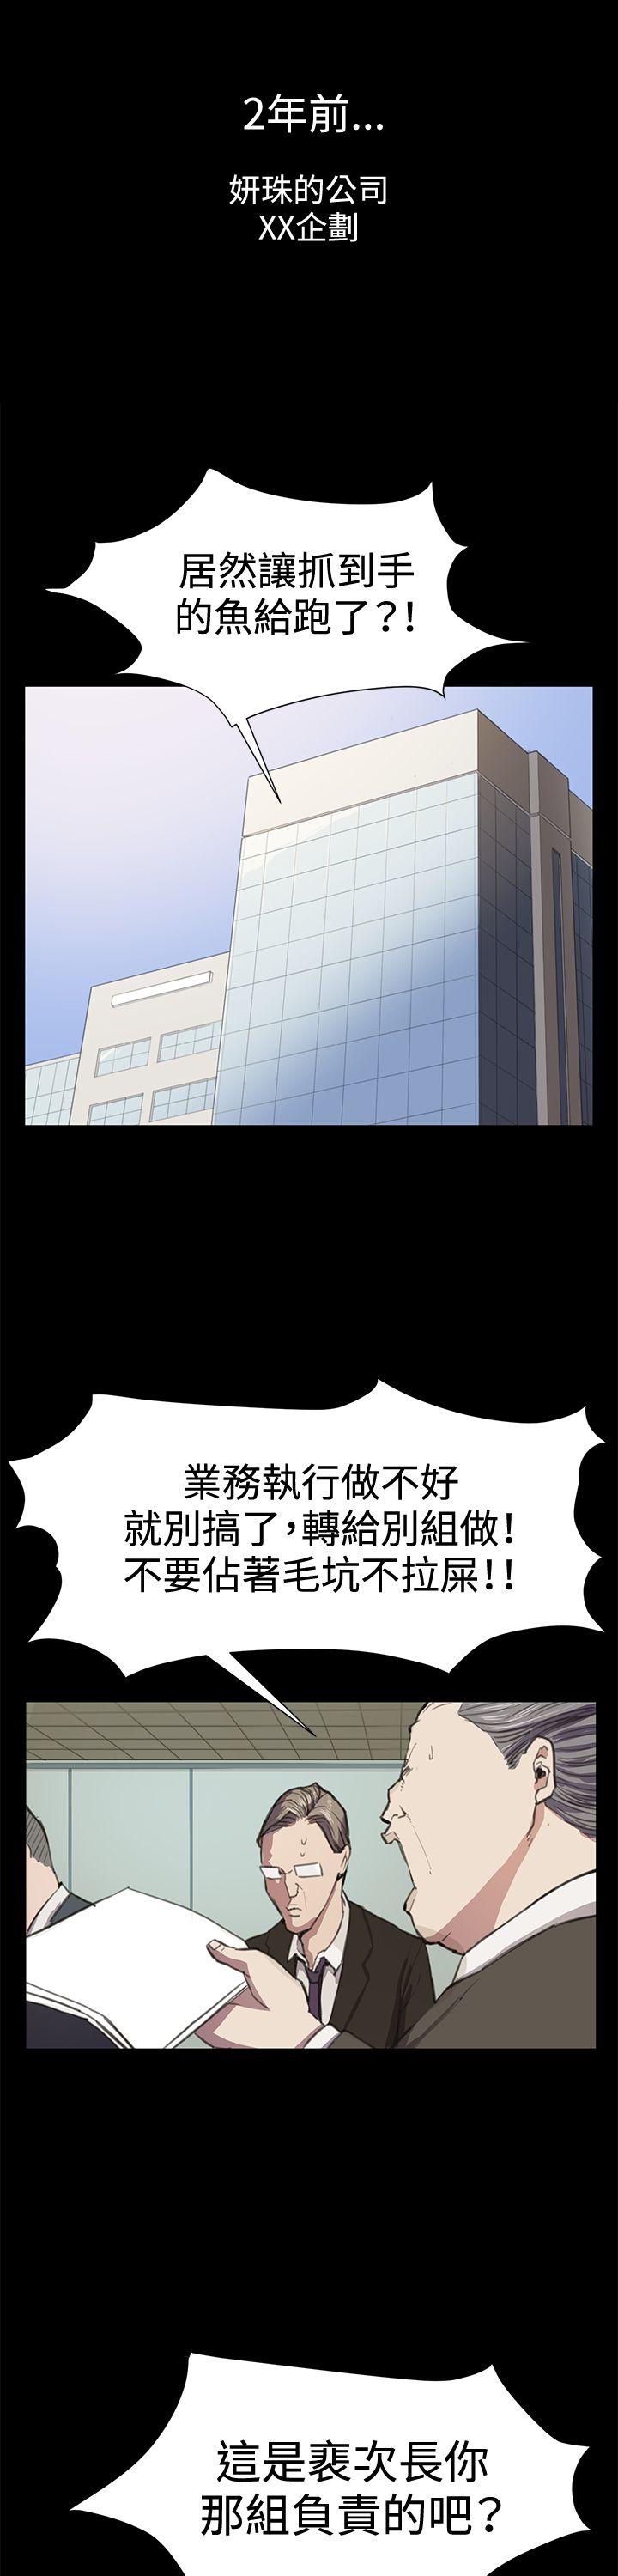 2年前...
妍珠的公司
XX企劃
居然讓抓到手
的魚給跑了？！
業務執行做不好
就別搞了，轉給別組做！
不要佔著毛坑不拉屎！！
這是裴次長你
那組負責的吧？